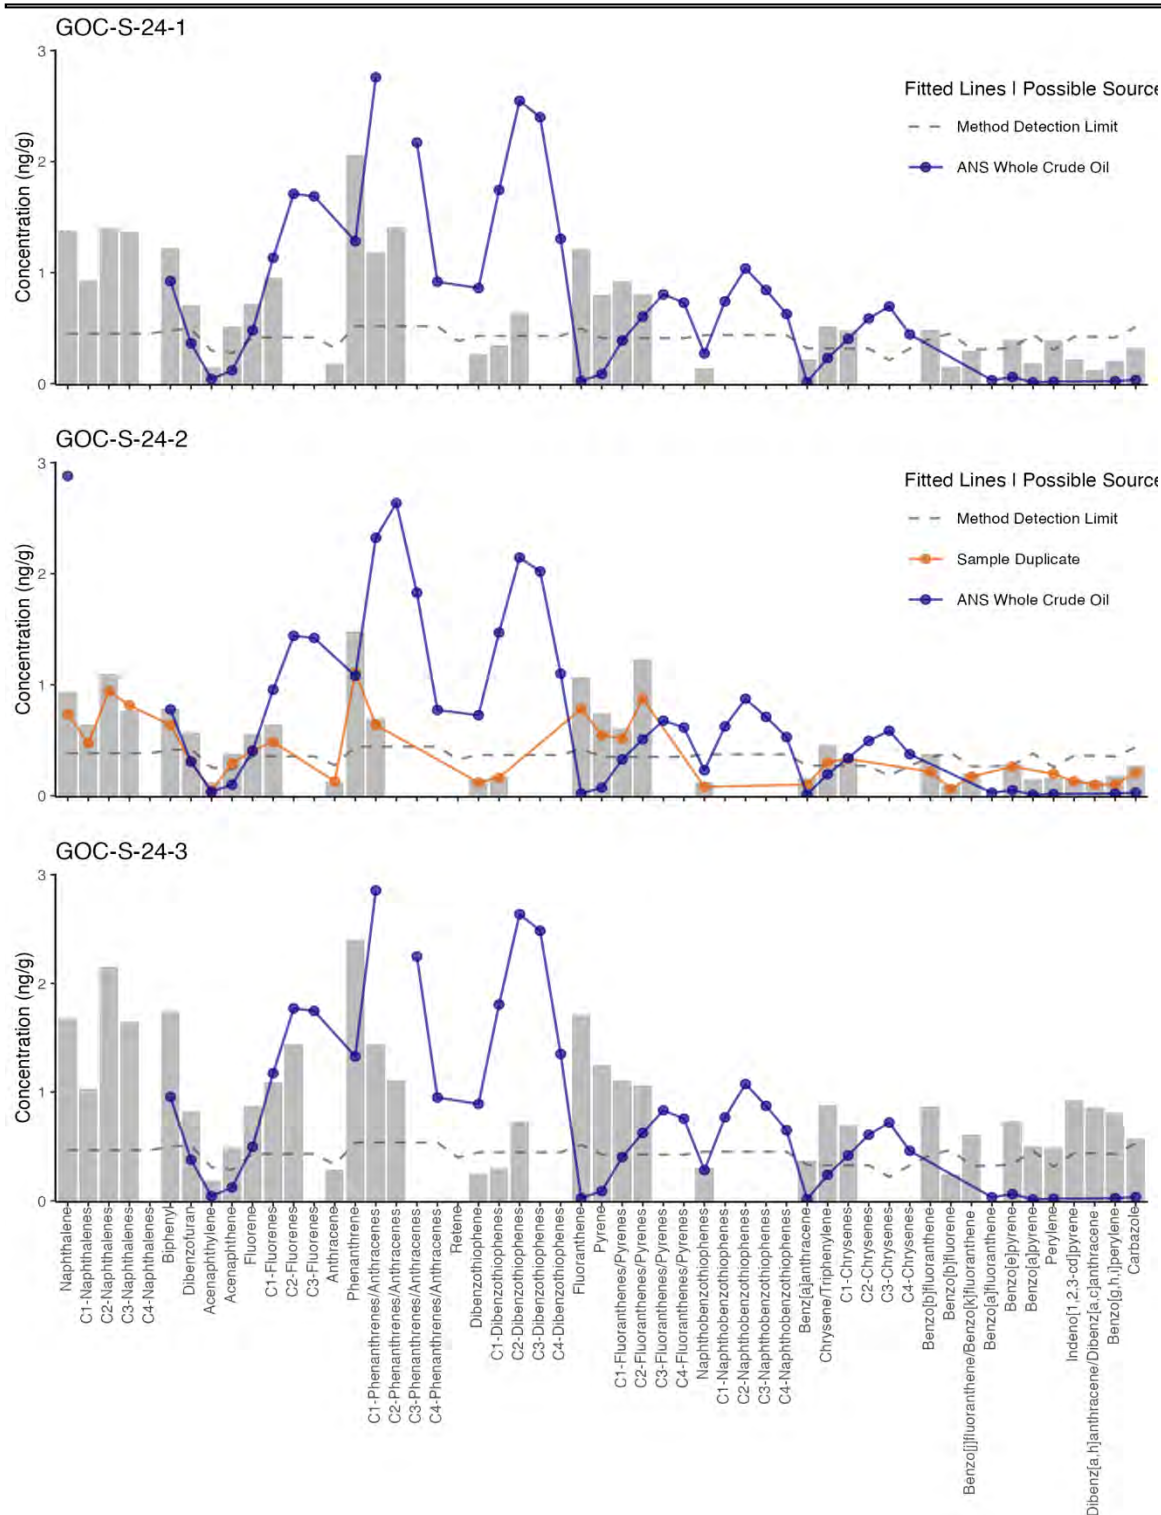 GOC-S-24-1
3
2
1
0
Concentration (ng/g)
Fitted Lines | Possible Source
Method Detection Limit
ANS Whole Crude Oil
GOC-S-24-2
3
2
1
0
Concentration (ng/g)
Fitted Lines | Possible Source
Method Detection Limit
Sample Duplicate
ANS Whole Crude Oil
GOC-S-24-3
3
2
1
0
Concentration (ng/g)
Naphthalene
C1-Naphthalenes
C2-Naphthalenes
C3-Naphthalenes
C4-Naphthalenes
Biphenyl
Dibenzofuran
Acenaphthylene
Acenaphthene
Fluorene
C1-Fluorenes
C2-Fluorenes
C3-Fluorenes
Anthracene
Phenanthrene
C1-Phenanthrenes/Anthracenes
C2-Phenanthrenes/Anthracenes
C3-Phenanthrenes/Anthracenes
C4-Phenanthrenes/Anthracenes
Retene
Dibenzothiophene
C1-Dibenzothiophenes
C2-Dibenzothiophenes
C3-Dibenzothiophenes
C4-Dibenzothiophenes
Fluoranthene
Pyrene
C1-Fluoranthenes/Pyrenes
C2-Fluoranthenes/Pyrenes
C3-Fluoranthenes/Pyrenes
C4-Fluoranthenes/Pyrenes
Naphthobenzothiophenes
C1-Naphthobenzothiophenes
C2-Naphthobenzothiophenes
C3-Naphthobenzothiophenes
C4-Naphthobenzothiophenes
Benz[a]anthracene
Chrysene/Triphenylene
C1-Chrysenes
C2-Chrysenes
C3-Chrysenes
C4-Chrysenes
Benzo[b]fluoranthene
Benzo[b]fluorene
Benzo[j]fluoranthene/Benzo[k]fluoranthene
Benzo[a]fluoranthene
Benzo[e]pyrene
Benzo[a]pyrene
Perylene
Indeno[1,2,3-cd]pyrene
Dibenz[a,h]anthracene/Dibenz[a,c]anthracene
Benzo[g,h,i]perylene
Carbazole